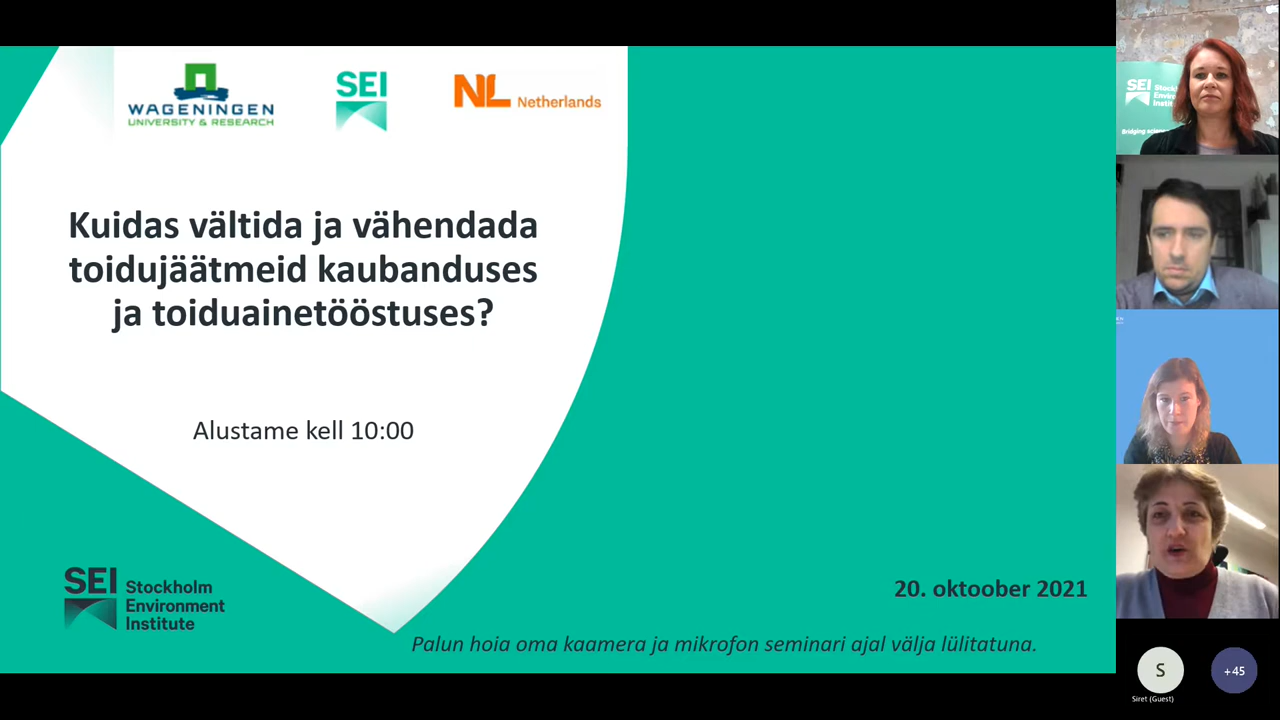 WAGENINGEN
UNIVERSITY & RESEARCH
SEI
NL Netherlands
Kuidas vältida ja vähendada
toidujäätmeid kaubanduses
ja toiduainetööstuses?
Alustame kell 10:00
SEI Stockholm
Environment
Institute
20. oktoober 2021
Palun hoia oma kaamera ja mikrofon seminari ajal välja lülitatuna.
SEI
S
Siret (Guest)
+45